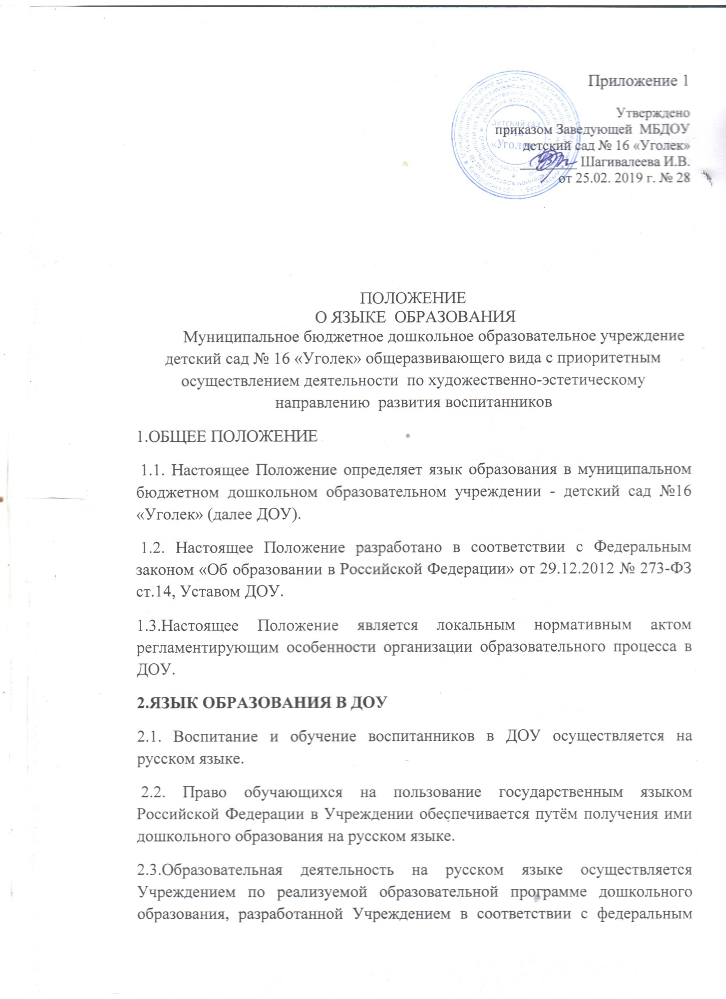 Приложение 1
Утверждено
приказом Заведующей МБДОУ
детский сад № 16 «Уголек»
Шагивалеева И.В.
от 25.02. 2019 г. № 28
детский сад
«Уголек»
ПОЛОЖЕНИЕ
О ЯЗЫКЕ ОБРАЗОВАНИЯ
Муниципальное бюджетное дошкольное образовательное учреждение
детский сад № 16 «Уголек» общеразвивающего вида с приоритетным
осуществлением деятельности по художественно-эстетическому
направлению развития воспитанников
1.ОБЩЕЕ ПОЛОЖЕНИЕ
1.1. Настоящее Положение определяет язык образования в муниципальном
бюджетном дошкольном образовательном учреждении - детский сад №16
«Уголек» (далее ДОУ).
1.2. Настоящее Положение разработано в соответствии с Федеральным
законом «Об образовании в Российской Федерации» от 29.12.2012 № 273-ФЗ
ст.14, Уставом ДОУ.
1.3.Настоящее Положение является локальным нормативным актом
регламентирующим особенности организации образовательного процесса в
ДОУ.
2.ЯЗЫК ОБРАЗОВАНИЯ В ДОУ
2.1. Воспитание и обучение воспитанников в ДОУ осуществляется на
русском языке.
2.2. Право обучающихся на пользование государственным языком
Российской Федерации в Учреждении обеспечивается путём получения ими
дошкольного образования на русском языке.
2.3.Образовательная деятельность на русском языке осуществляется
Учреждением по реализуемой образовательной программе дошкольного
образования, разработанной Учреждением в соответствии с федеральным